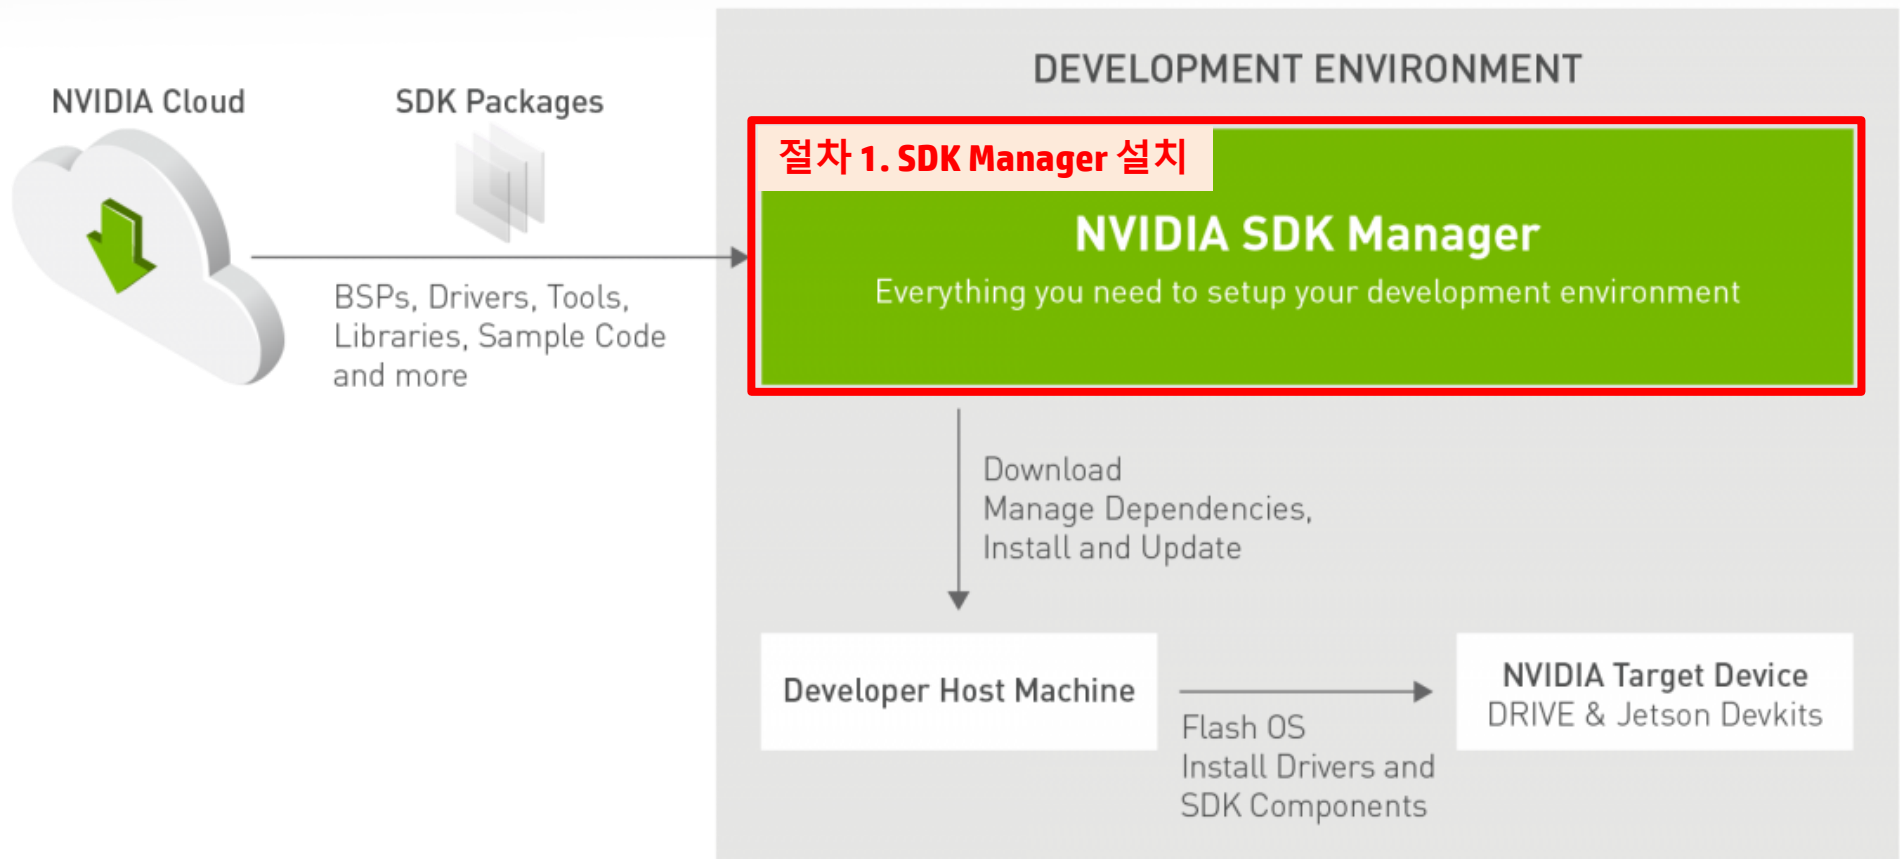 NVIDIA Cloud
SDK Packages
BSPs, Drivers, Tools,
Libraries, Sample Code
and more
DEVELOPMENT ENVIRONMENT
절차 1. SDK Manager 설치
NVIDIA SDK Manager
Everything you need to setup your development environment
Download
Manage Dependencies,
Install and Update
Developer Host Machine
Flash OS
Install Drivers and
SDK Components
NVIDIA Target Device
DRIVE & Jetson Devkits